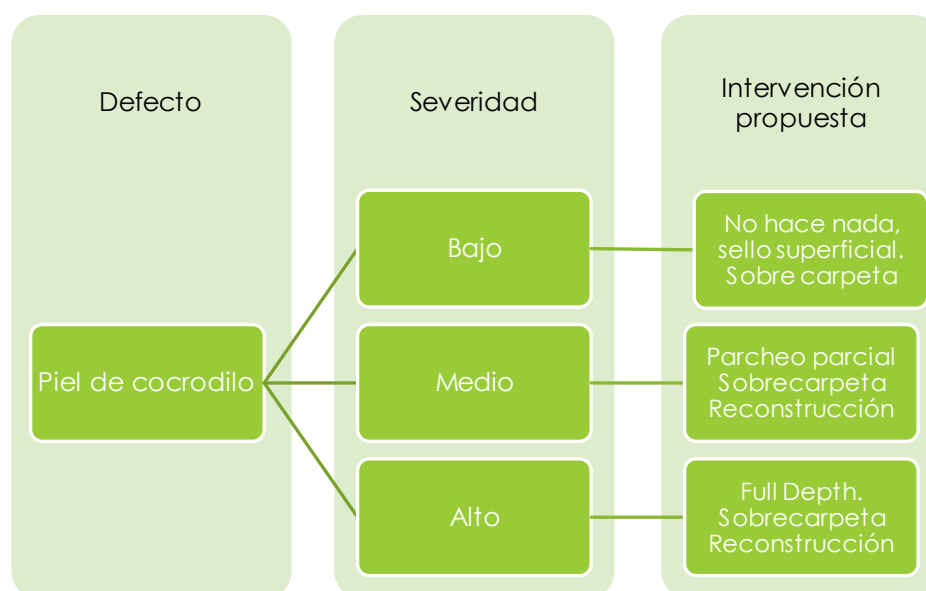 Defecto
Severidad
Intervención
propuesta
Piel de cocrodilo
Bajo
No hace nada,
sello superficial.
Sobre carpeta
Medio
Parcheo parcial
Sobrecarpeta
Reconstrucción
Alto
Full Depth.
Sobrecarpeta
Reconstrucción